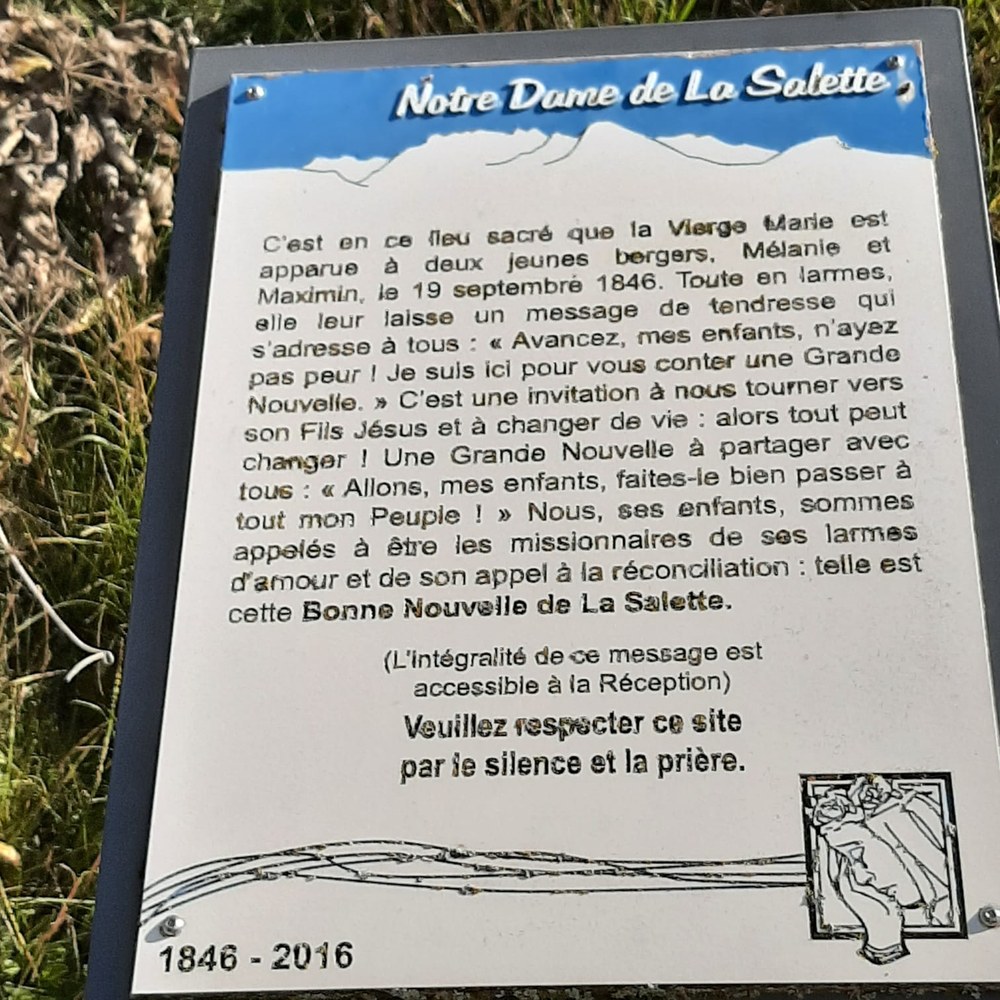 Notre Dame de La Salette
C'est en ce lieu sacré que la Vierge Marie est
apparue à deux jeunes bergers, Mélanie et
Maximin, le 19 septembre 1846. Toute en larmes,
elle leur laisse un message de tendresse qui
s'adresse à tous : « Avancez, mes enfants, n'ayez
pas peur ! Je suis ici pour vous conter une Grande
Nouvelle. » C'est une invitation à nous tourner vers
son Fils Jésus et à changer de vie : alors tout peut
changer ! Une Grande Nouvelle à partager avec
tous : « Allons, mes enfants, faites-le bien passer à
tout mon Peuple ! » Nous, ses enfants, sommes
appelés à être les missionnaires de ses larmes
d'amour et de son appel à la réconciliation : telle est
cette Bonne Nouvelle de La Salette.
(L'intégralité de ce message est
accessible à la Réception)
Veuillez respecter ce site
par le silence et la prière.
1846 - 2016